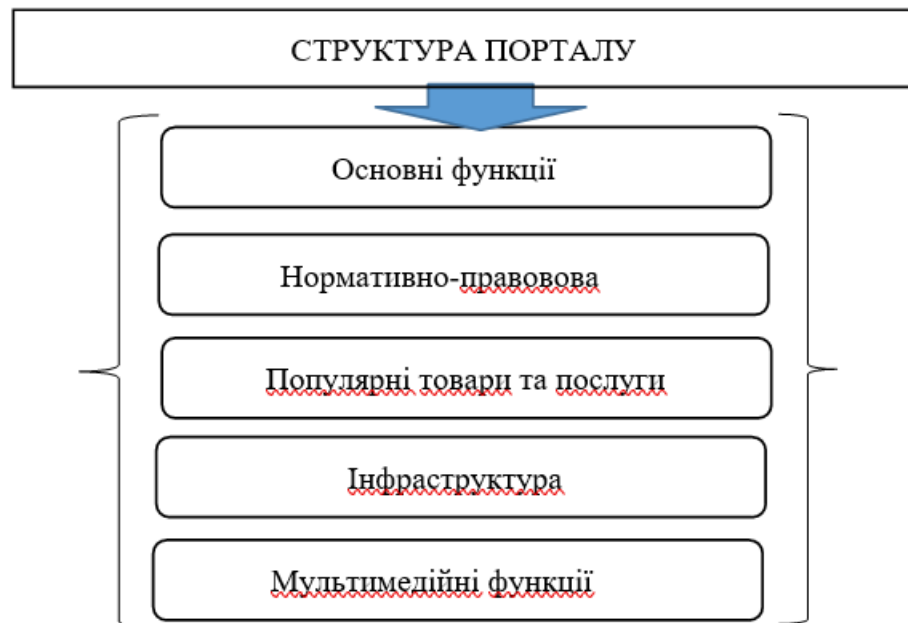 СТРУКТУРА ПОРТАЛУ
Основні функції
Нормативно-правовова
Популярні товари та послуги
Інфраструктура
Мультимедійні функції